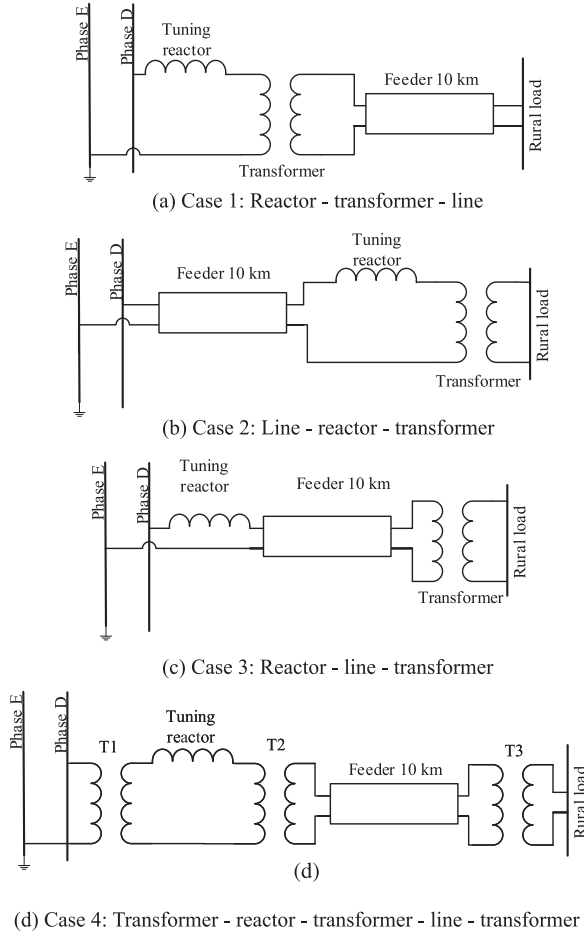 Phase E
Phase D
Tuning
reactor
Feeder 10 km
Rural load
Transformer
(a) Case 1: Reactor - transformer - line
Phase E
Phase D
Feeder 10 km
Tuning
reactor
Rural load
Transformer
(b) Case 2: Line - reactor - transformer
Phase E
Phase D
Tuning
reactor
Feeder 10 km
Rural load
Transformer
(c) Case 3: Reactor - line - transformer
Phase E
Phase D
T1
Tuning
reactor
T2
Feeder 10 km
T3
Rural load
(d)
(d) Case 4: Transformer - reactor - transformer - line - transformer